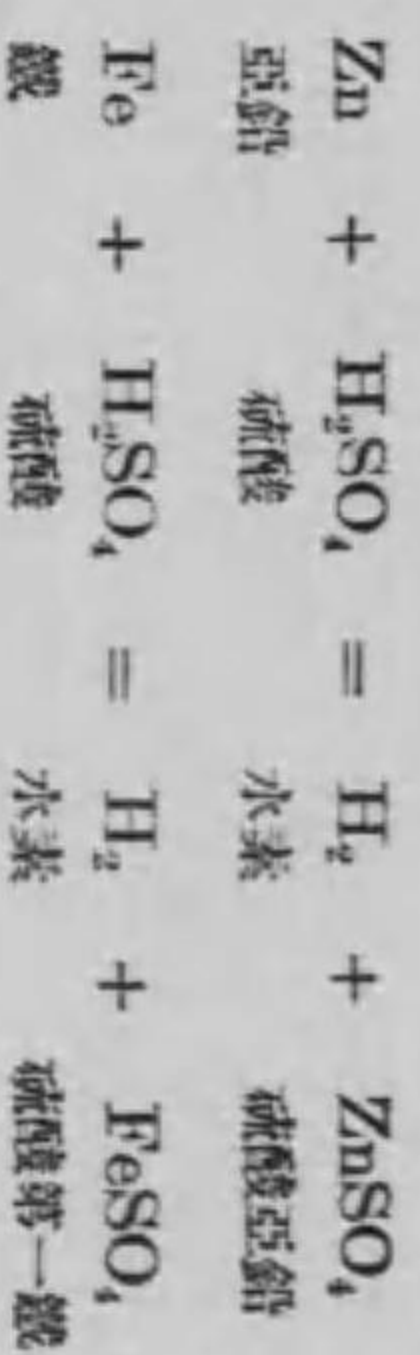 Zn + H₂SO₄ = H₂ + ZnSO₄
亞鉛 硫酸 水素 硫酸亞鉛
Fe + H₂SO₄ = H₂ + FeSO₄
鐵 硫酸 水素 硫酸第一鐵